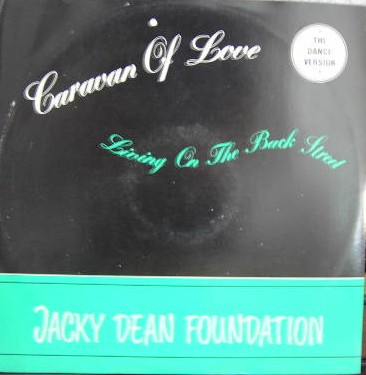 Caravan Of Love
THE
DANCE
VERSION
Living On The Back Street
JACKY DEAN FOUNDATION